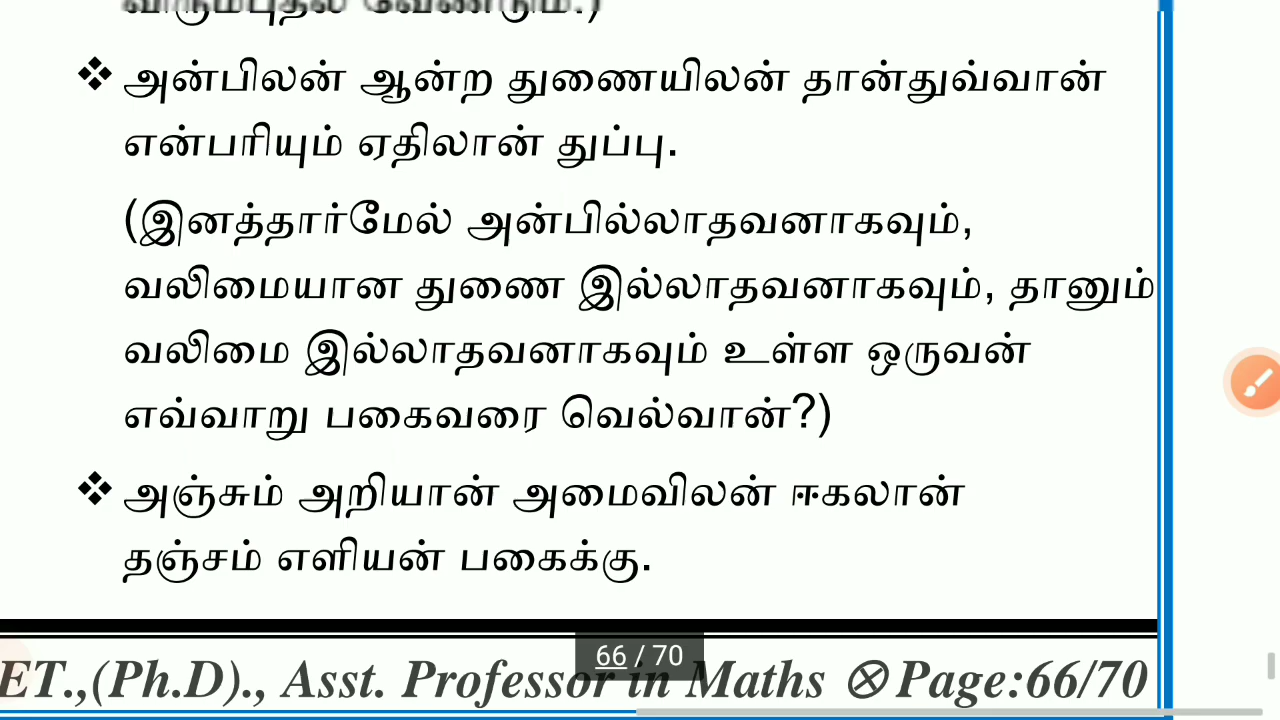 ❖ அன்பிலன் ஆன்ற துணையிலன் தான்துவ்வான்
என்பரியும் ஏதிலான் துப்பு.
(இனத்தார்மேல் அன்பில்லாதவனாகவும்,
வலிமையான துணை இல்லாதவனாகவும், தானும்
வலிமை இல்லாதவனாகவும் உள்ள ஒருவன்
எவ்வாறு பகைவரை வெல்வான்?)
❖ அஞ்சும் அறியான் அமைவிலன் ஈகலான்
தஞ்சம் எளியன் பகைக்கு.
66 / 70
ET.,(Ph.D)., Asst. Professor in Maths ⊗ Page:66/70